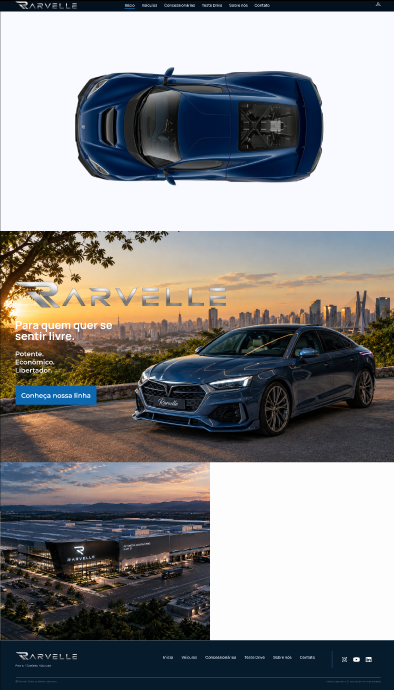 RARVELLE
Início Veículos Concessionárias Teste Drive Sobre nós Contato
RARVELLE
Para quem quer se
sentir livre.
Potente.
Econômico.
Libertador.
Conheça nossa linha
Rarvelle
RARVELLE
RARVELLE
Início Veículos Concessionárias Teste Drive Sobre nós Contato